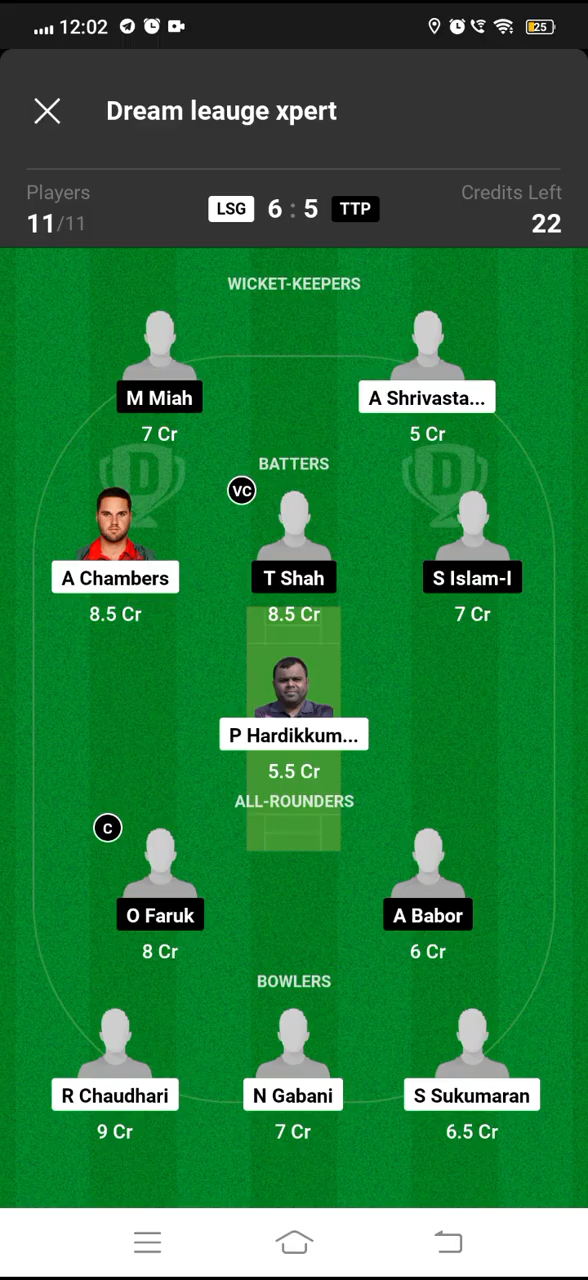 12:02
25
Dream leauge xpert
Players
Credits Left
11/11
LSG 6 : 5 TTP
22
WICKET-KEEPERS
M Miah
A Shrivasta...
7 Cr
5 Cr
BATTERS
VC
A Chambers
T Shah
S Islam-I
8.5 Cr
8.5 Cr
7 Cr
P Hardikkum...
5.5 Cr
ALL-ROUNDERS
C
O Faruk
A Babor
8 Cr
6 Cr
BOWLERS
R Chaudhari
N Gabani
S Sukumaran
9 Cr
7 Cr
6.5 Cr